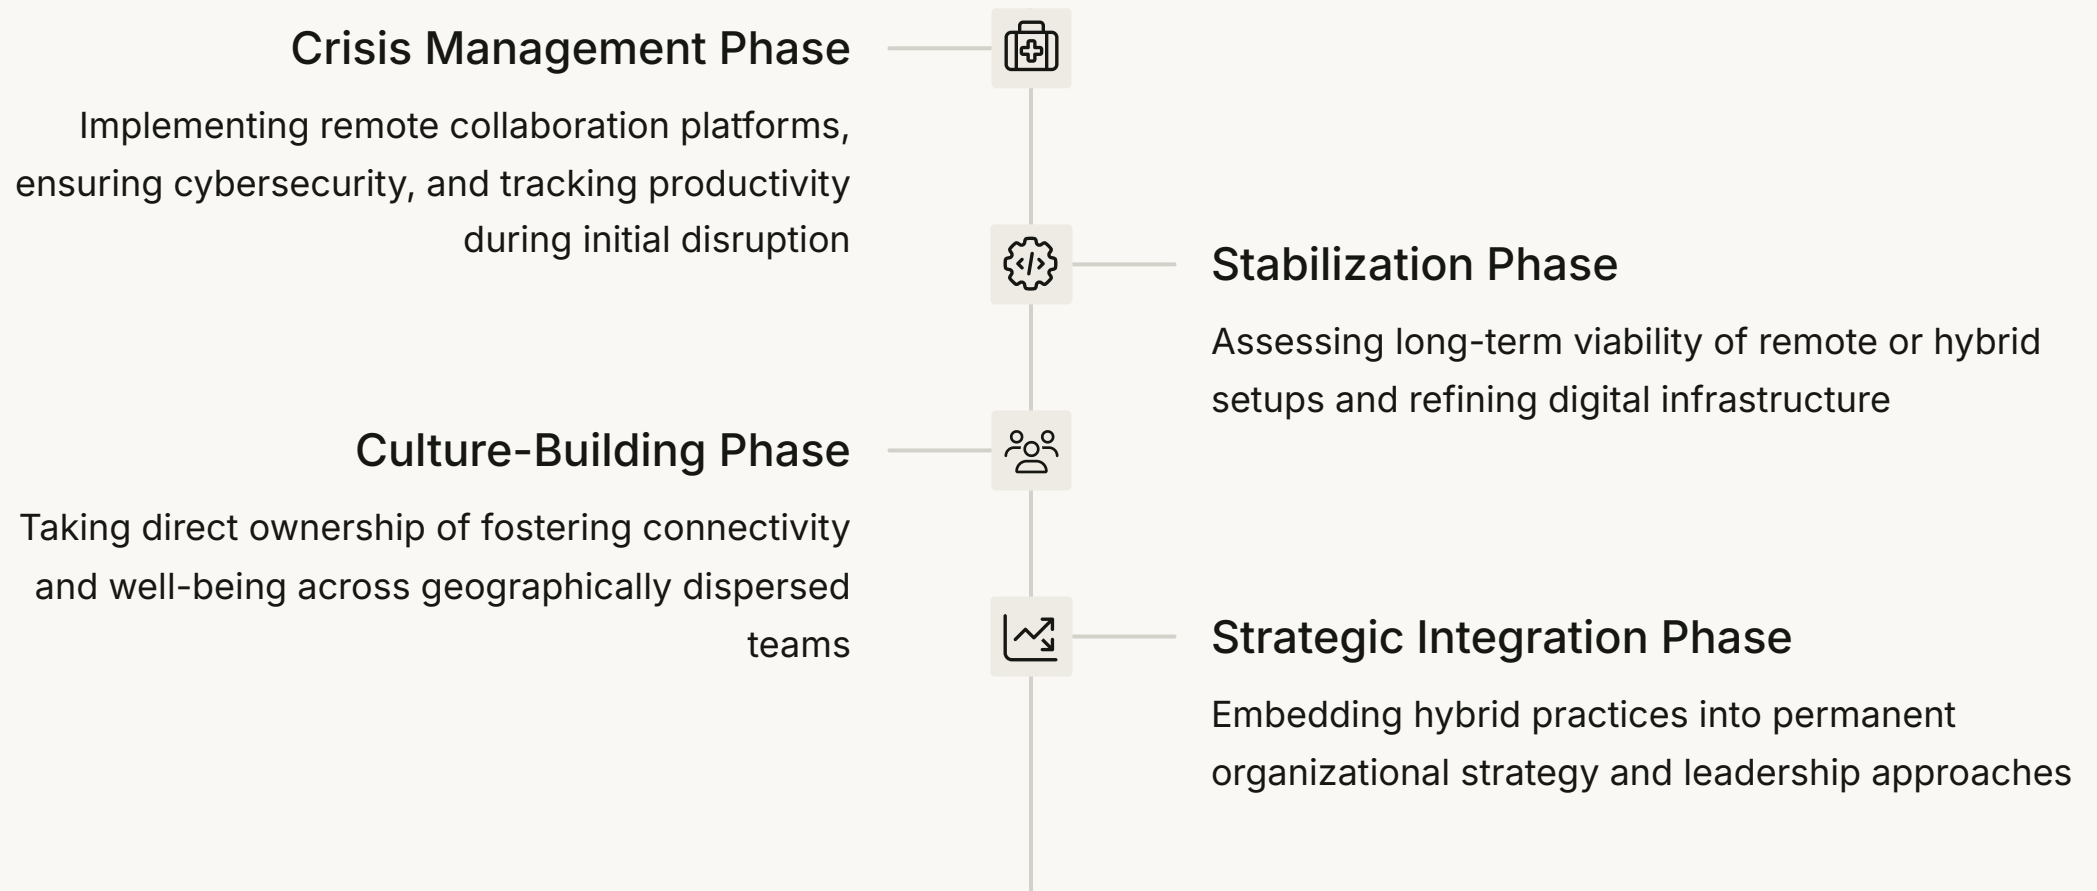 Crisis Management Phase
Implementing remote collaboration platforms,
ensuring cybersecurity, and tracking productivity
during initial disruption
Stabilization Phase
Assessing long-term viability of remote or hybrid
setups and refining digital infrastructure
Culture-Building Phase
Taking direct ownership of fostering connectivity
and well-being across geographically dispersed
teams
Strategic Integration Phase
Embedding hybrid practices into permanent
organizational strategy and leadership approaches